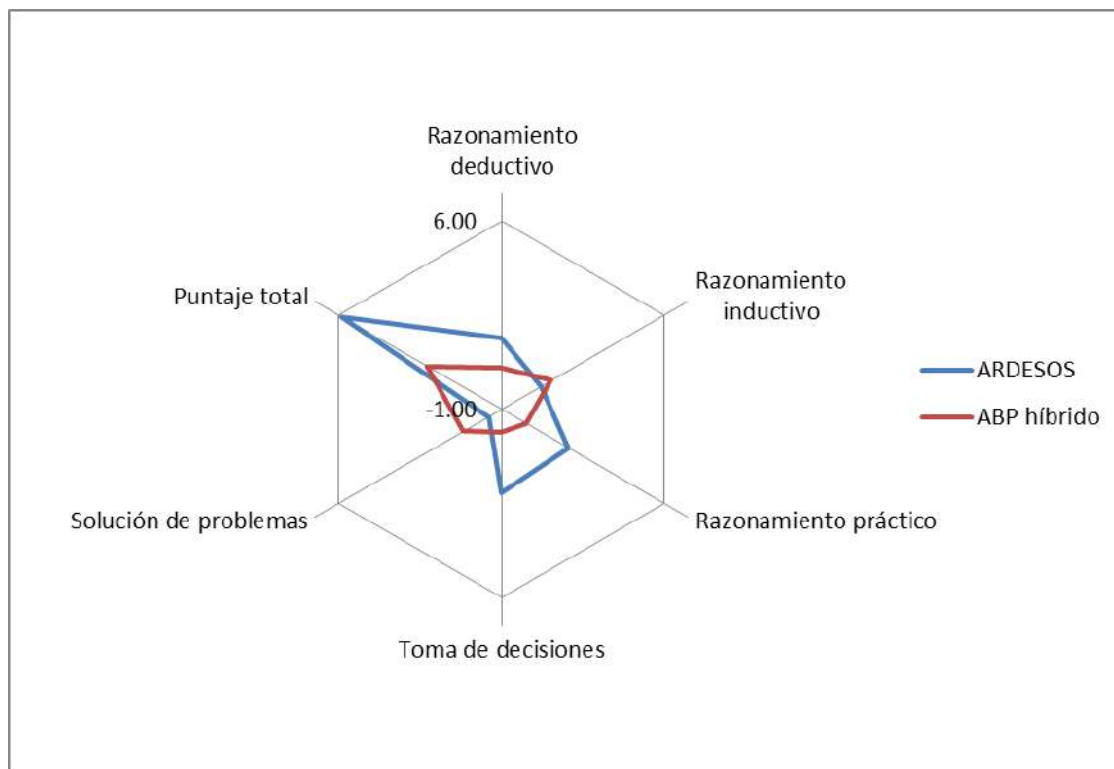 Razonamiento
deductivo
6.00
Razonamiento
inductivo
Puntaje total
ARDESOS
ABP híbrido
-1.00
Solución de problemas
Razonamiento práctico
Toma de decisiones